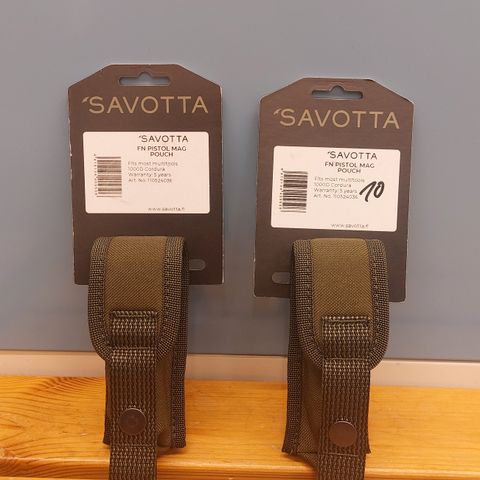 SAVOTTA
SAVOTTA
FN PISTOL MAG
POUCH
Fits most multitools
1000D Cordura
Warranty: 5 years
Art. No. 110524036
www.savotta.fi
SAVOTTA
SAVOTTA
FN PISTOL MAG
POUCH
Fits most multitools
1000D Cordura
Warranty: 5 years
Art. No. 110524036
10
www.savotta.fi